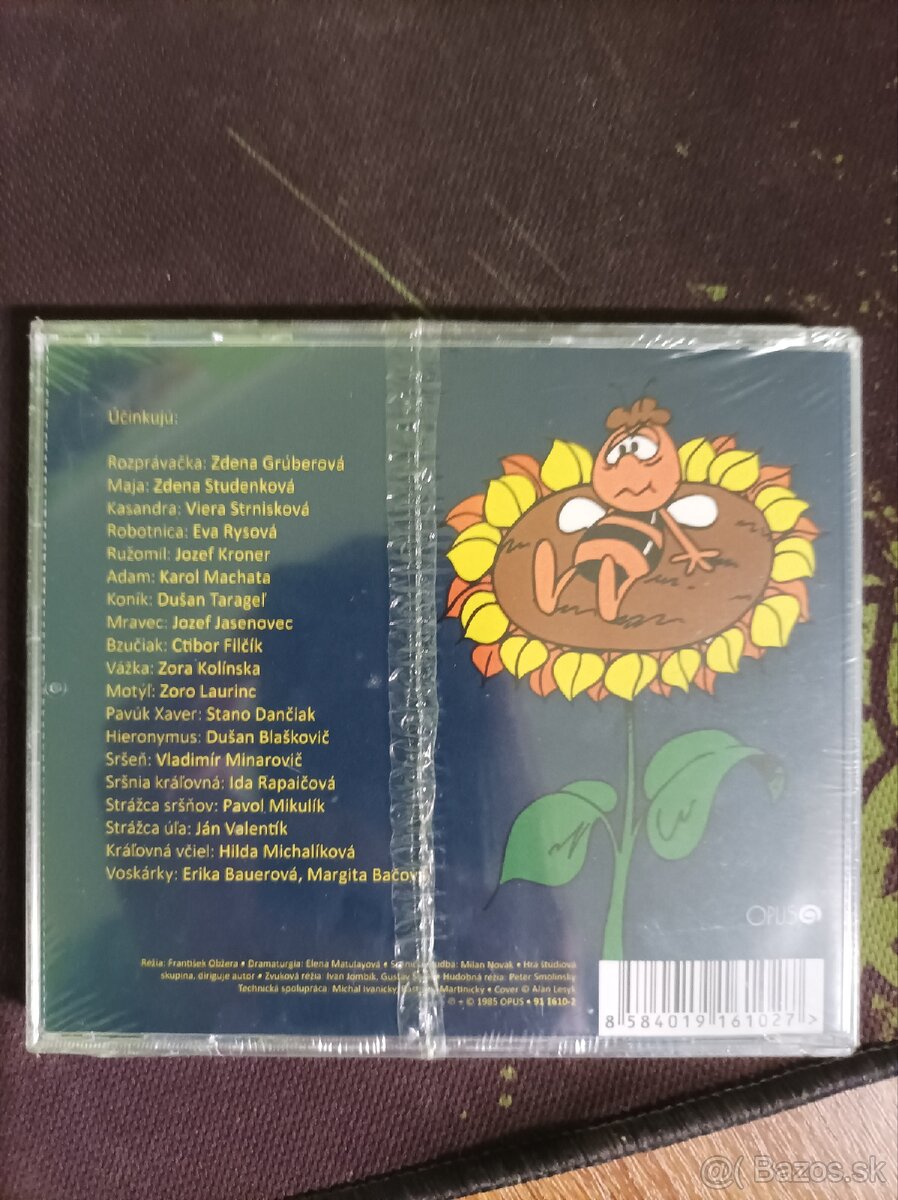 Účinkujú:
Rozprávačka: Zdena Grúberová
Maja: Zdena Studenková
Kasandra: Viera Strnisková
Robotnica: Eva Rysová
Ružomil: Jozef Kroner
Adam: Karol Machata
Koník: Dušan Tarageľ
Mravec: Jozef Jasenovec
Bzučiak: Ctibor Filčík
Vážka: Zora Kolínska
Motýľ: Zoro Laurinc
Pavúk Xaver: Stano Dančiak
Hieronymus: Dušan Blaškovič
Sršeň: Vladimír Minarovič
Sršnia kráľovná: Ida Rapaičová
Strážca sršňov: Pavol Mikulík
Strážca úľa: Ján Valentík
Kráľovná včiel: Hilda Michalíková
Voskárky: Erika Bauerová, Margita Bačová
OPUS
Réžia: František Obžera • Dramaturgia: Elena Matulayová • Milan Novak • Hra štúdiová
skupina, diriguje autor • Zvuková réžia: Ivan Jombík, Hudobná réžia: Peter Smolinský
Technická spolupráca Michal Ivanický, Martinický • Cover © Alan Lesyk
℗ + © 1985 OPUS • 91 1610-2
8 584019 161027 >
@( Bazos.sk